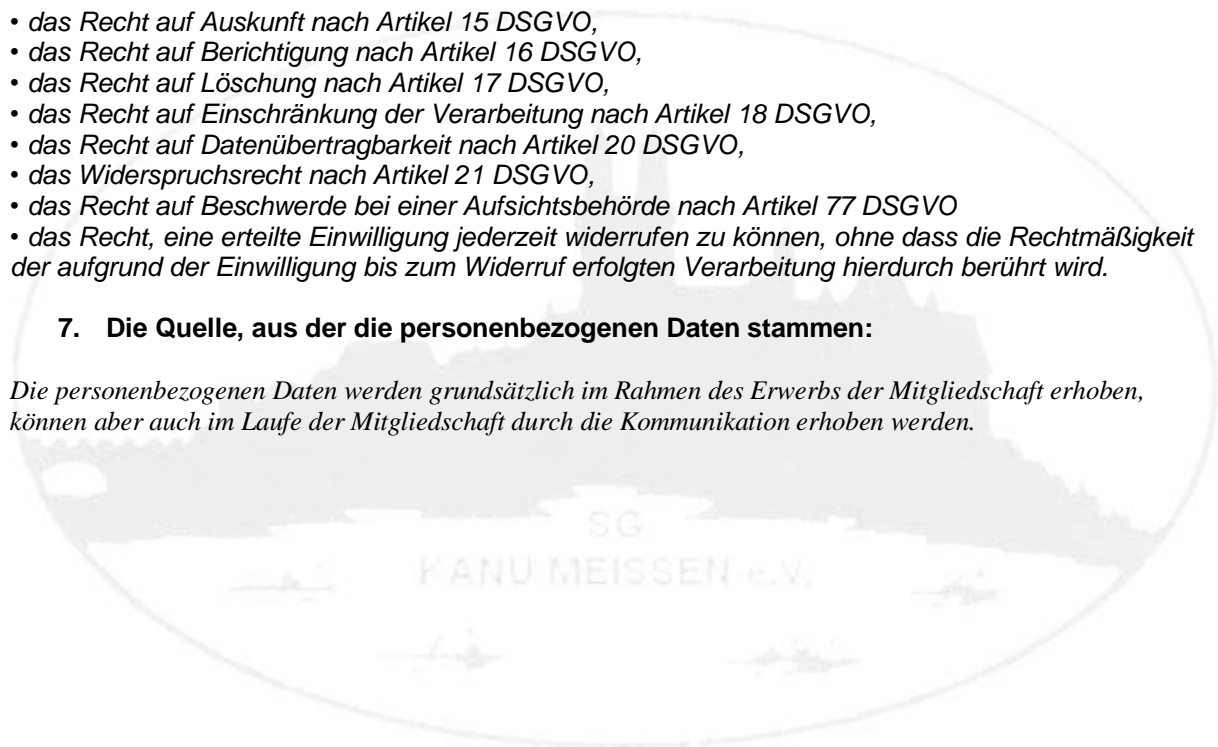 • das Recht auf Auskunft nach Artikel 15 DSGVO,
• das Recht auf Berichtigung nach Artikel 16 DSGVO,
• das Recht auf Löschung nach Artikel 17 DSGVO,
• das Recht auf Einschränkung der Verarbeitung nach Artikel 18 DSGVO,
• das Recht auf Datenübertragbarkeit nach Artikel 20 DSGVO,
• das Widerspruchsrecht nach Artikel 21 DSGVO,
• das Recht auf Beschwerde bei einer Aufsichtsbehörde nach Artikel 77 DSGVO
• das Recht, eine erteilte Einwilligung jederzeit widerrufen zu können, ohne dass die Rechtmäßigkeit
der aufgrund der Einwilligung bis zum Widerruf erfolgten Verarbeitung hierdurch berührt wird.
7. Die Quelle, aus der die personenbezogenen Daten stammen:
Die personenbezogenen Daten werden grundsätzlich im Rahmen des Erwerbs der Mitgliedschaft erhoben,
können aber auch im Laufe der Mitgliedschaft durch die Kommunikation erhoben werden.
SG
KANU MEISSEN e.V.